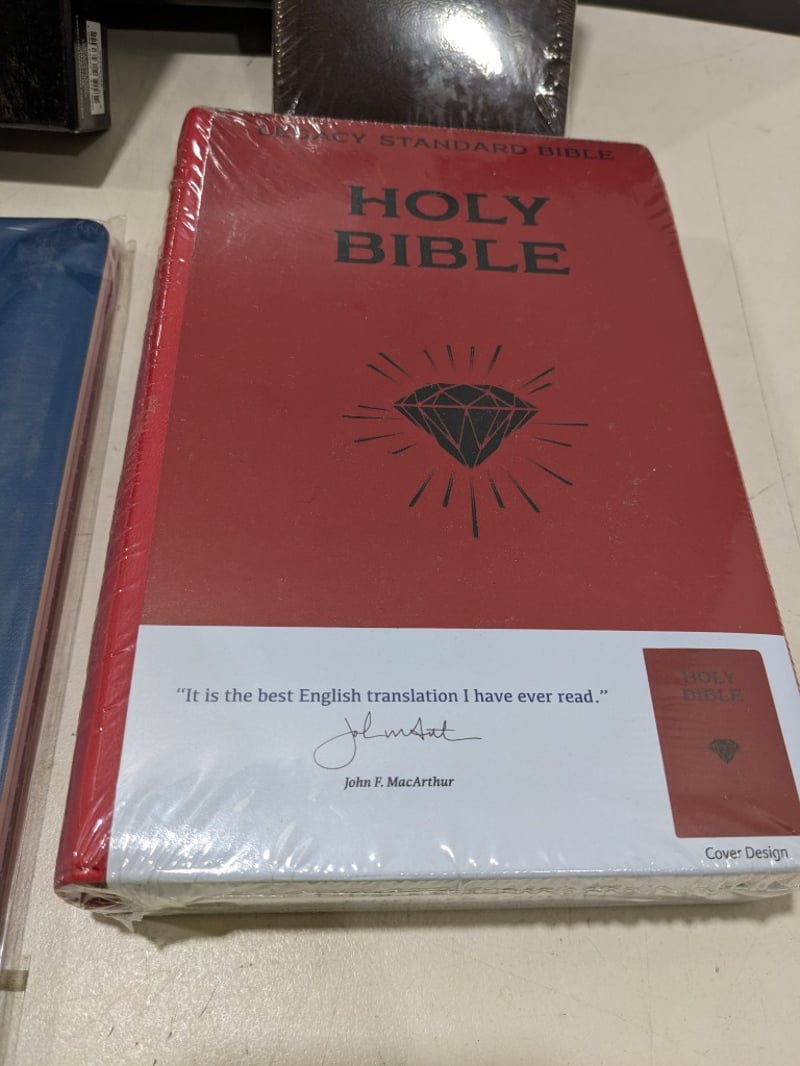 LEGACY STANDARD BIBLE
HOLY
BIBLE
“It is the best English translation I have ever read.”
John F. MacArthur
HOLY
BIBLE
Cover Design